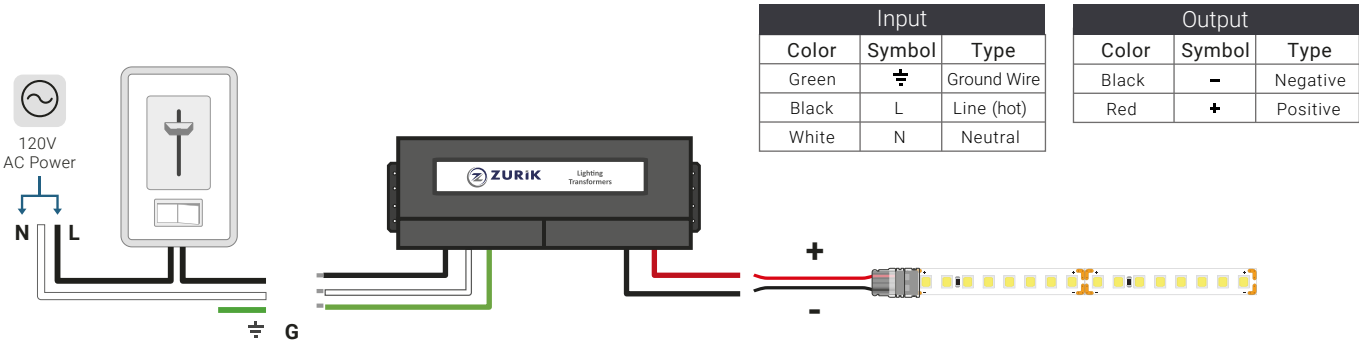 120V
AC Power
N
L
G
ZURiK
Lighting
Transformers
+
-
Input
Color Symbol Type
Green ⏚ Ground Wire
Black L Line (hot)
White N Neutral
Output
Color Symbol Type
Black - Negative
Red + Positive